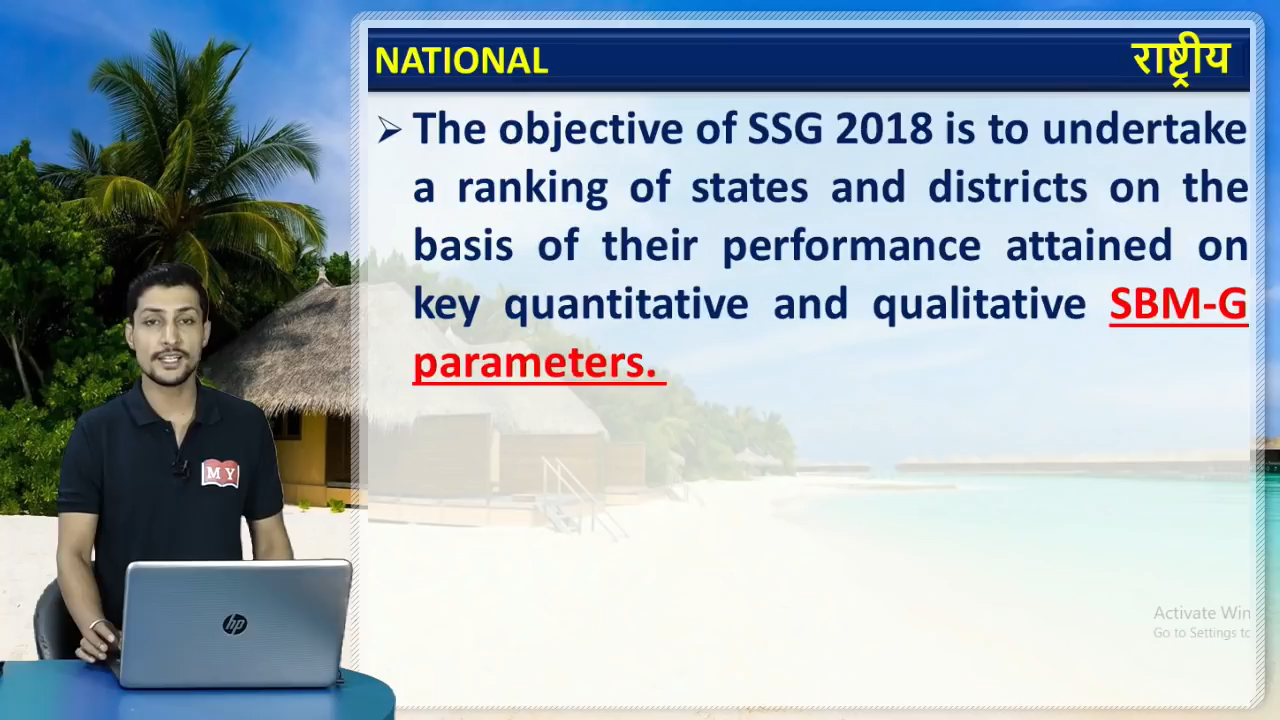 NATIONAL राष्ट्रीय
➢ The objective of SSG 2018 is to undertake
a ranking of states and districts on the
basis of their performance attained on
key quantitative and qualitative SBM-G
parameters.
M Y
hp
Activate Win
Go to Settings tc